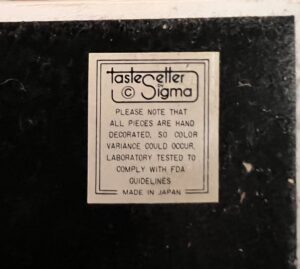 tasteSetter
© by Sigma
PLEASE NOTE THAT
ALL PIECES ARE HAND
DECORATED, SO COLOR
VARIANCE COULD OCCUR.
LABORATORY TESTED TO
COMPLY WITH FDA
GUIDELINES
MADE IN JAPAN